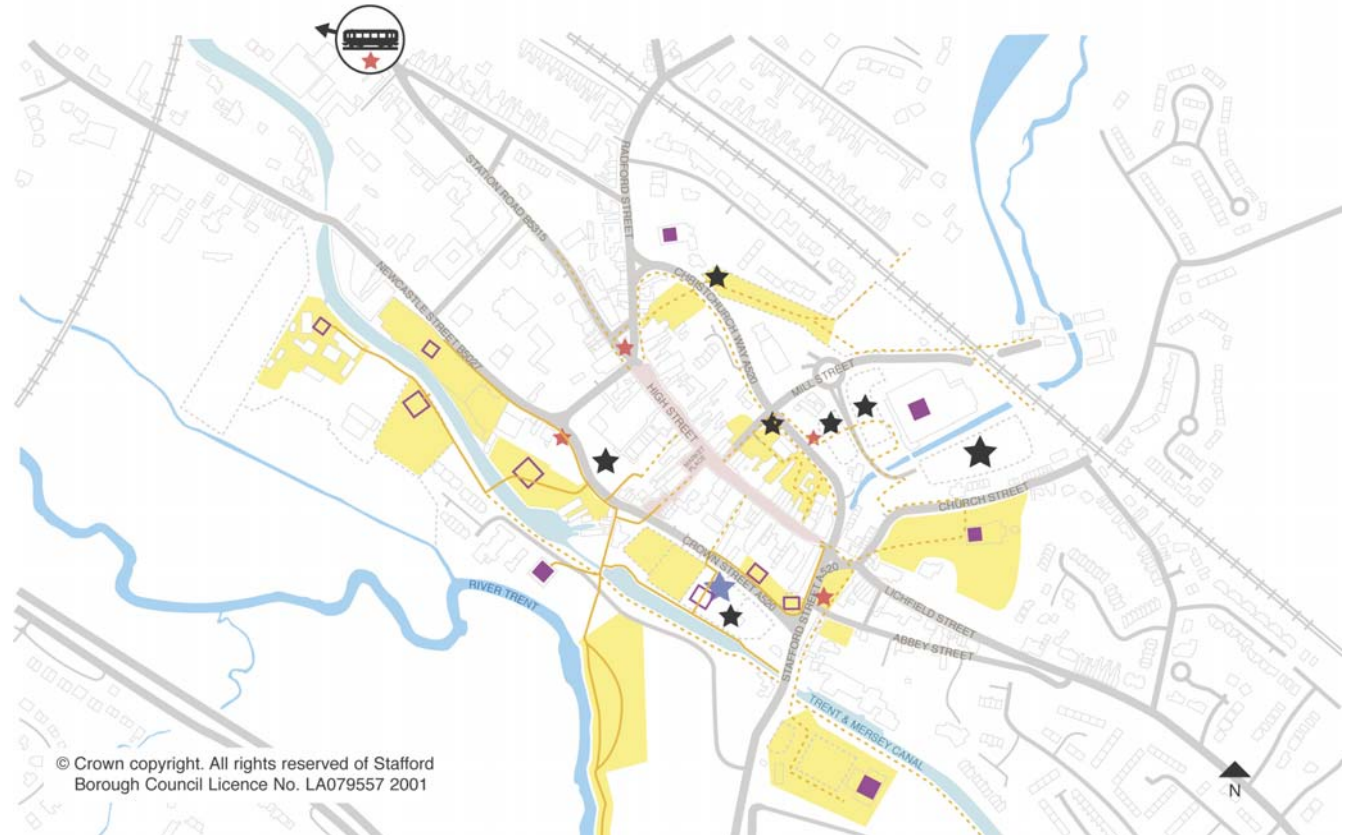 STATION ROAD B5315
RADFORD STREET
CHRISTCHURCH WAY A520
NEWCASTLE STREET B5027
MILL STREET
HIGH STREET
CHURCH STREET
CROWN STREET A520
RIVER TRENT
STAFFORD STREET A520
LICHFIELD STREET
ABBEY STREET
TRENT & MERSEY CANAL
© Crown copyright. All rights reserved of Stafford
Borough Council Licence No. LA079557 2001
N